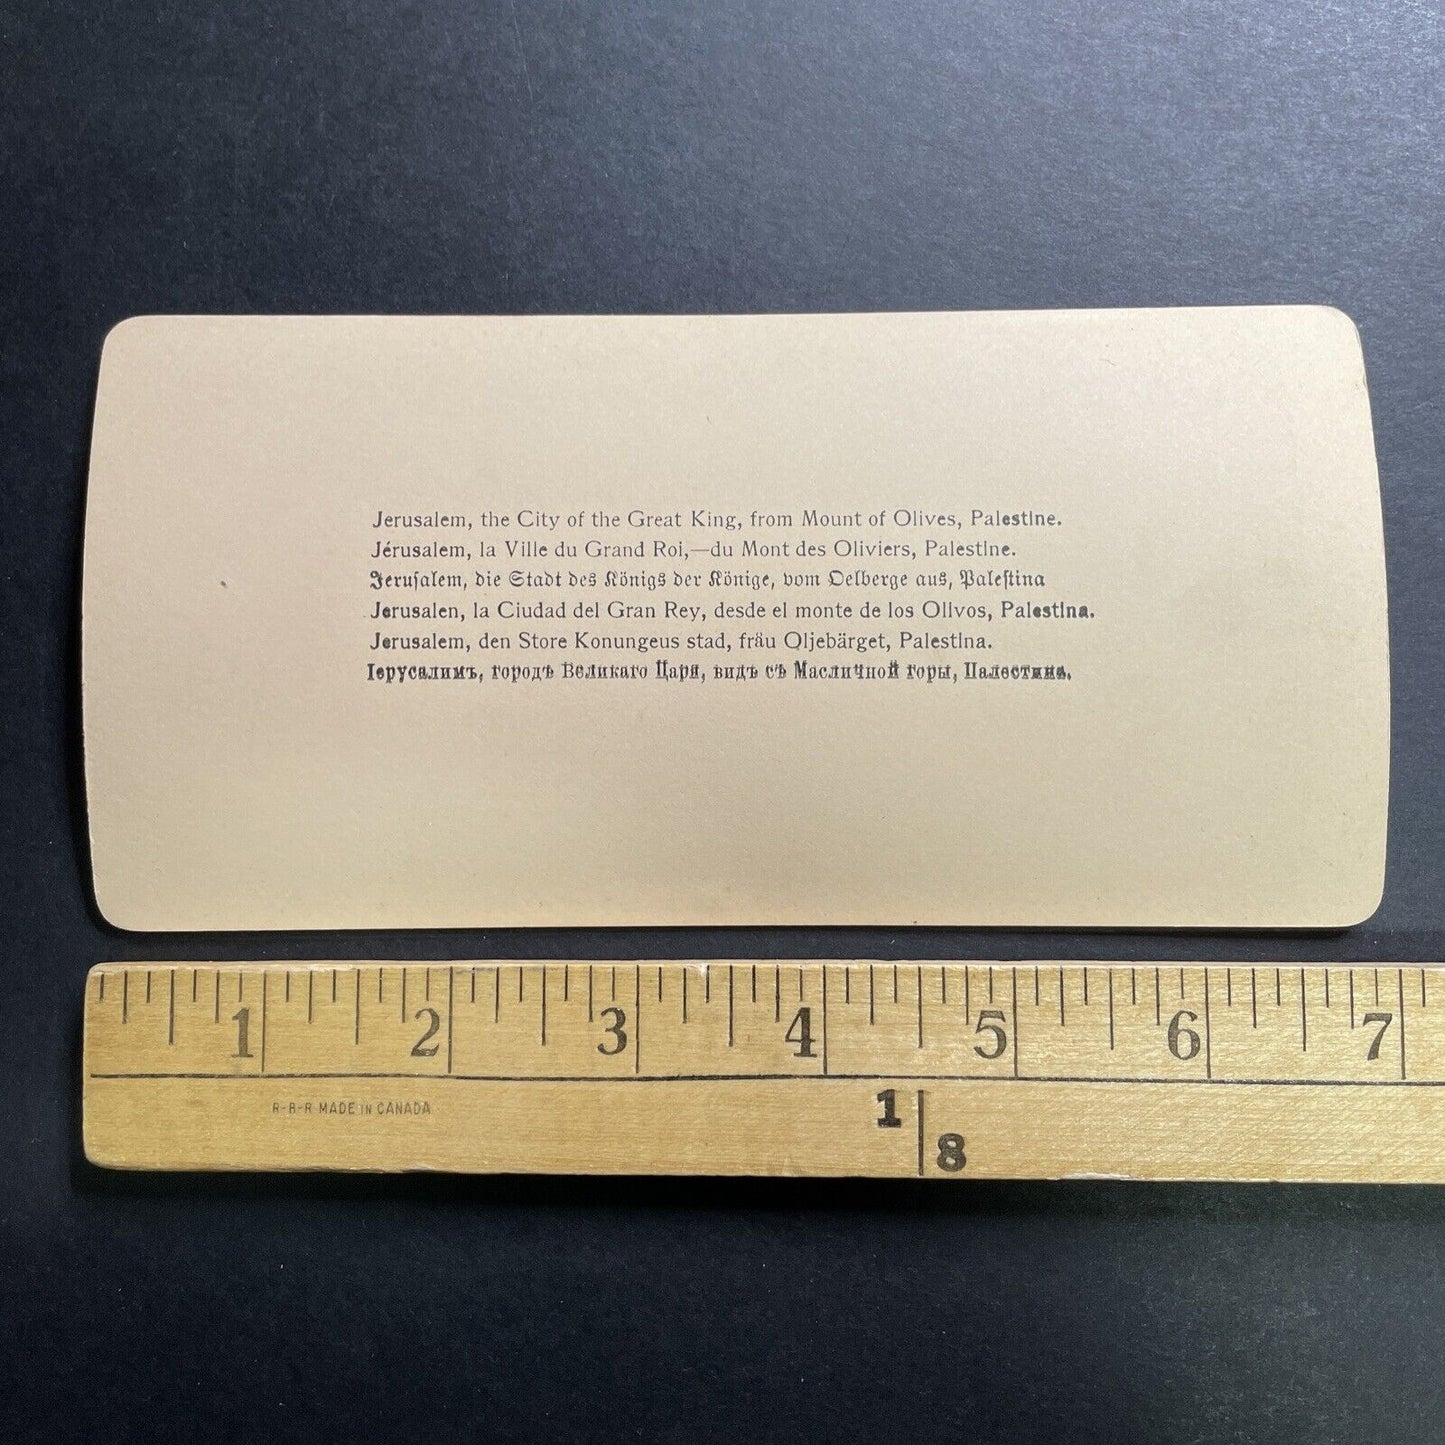 Jerusalem, the City of the Great King, from Mount of Olives, Palestine.
Jérusalem, la Ville du Grand Roi,—du Mont des Oliviers, Palestine.
Jeruſalem, die Stadt des Königs der Könige, vom Oelberge aus, Paleſtina
Jerusalen, la Ciudad del Gran Rey, desde el monte de los Olivos, Palestina.
Jerusalem, den Store Konungeus stad, fräu Oljebärget, Palestina.
Іерусалимъ, городъ Великаго Царя, видъ съ Масличной горы, Палестина.
1 2 3 4 5 6 7
R-B-R MADE IN CANADA
1 8